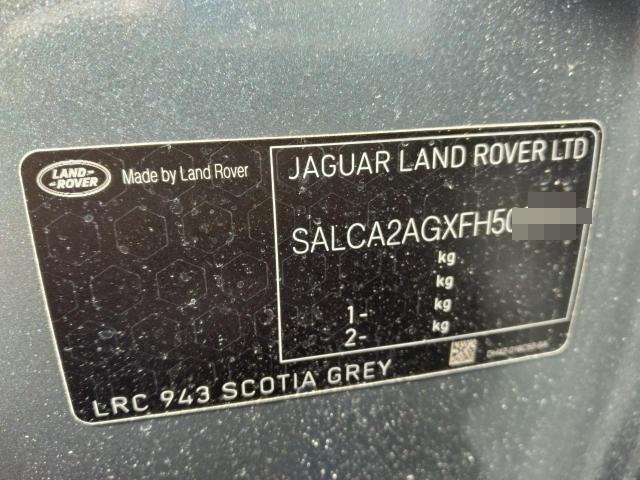 LAND-
-ROVER
Made by Land Rover
JAGUAR LAND ROVER LTD
SALCA2AGXFH50
kg
kg
1- kg
2- kg
LRC 943 SCOTIA GREY